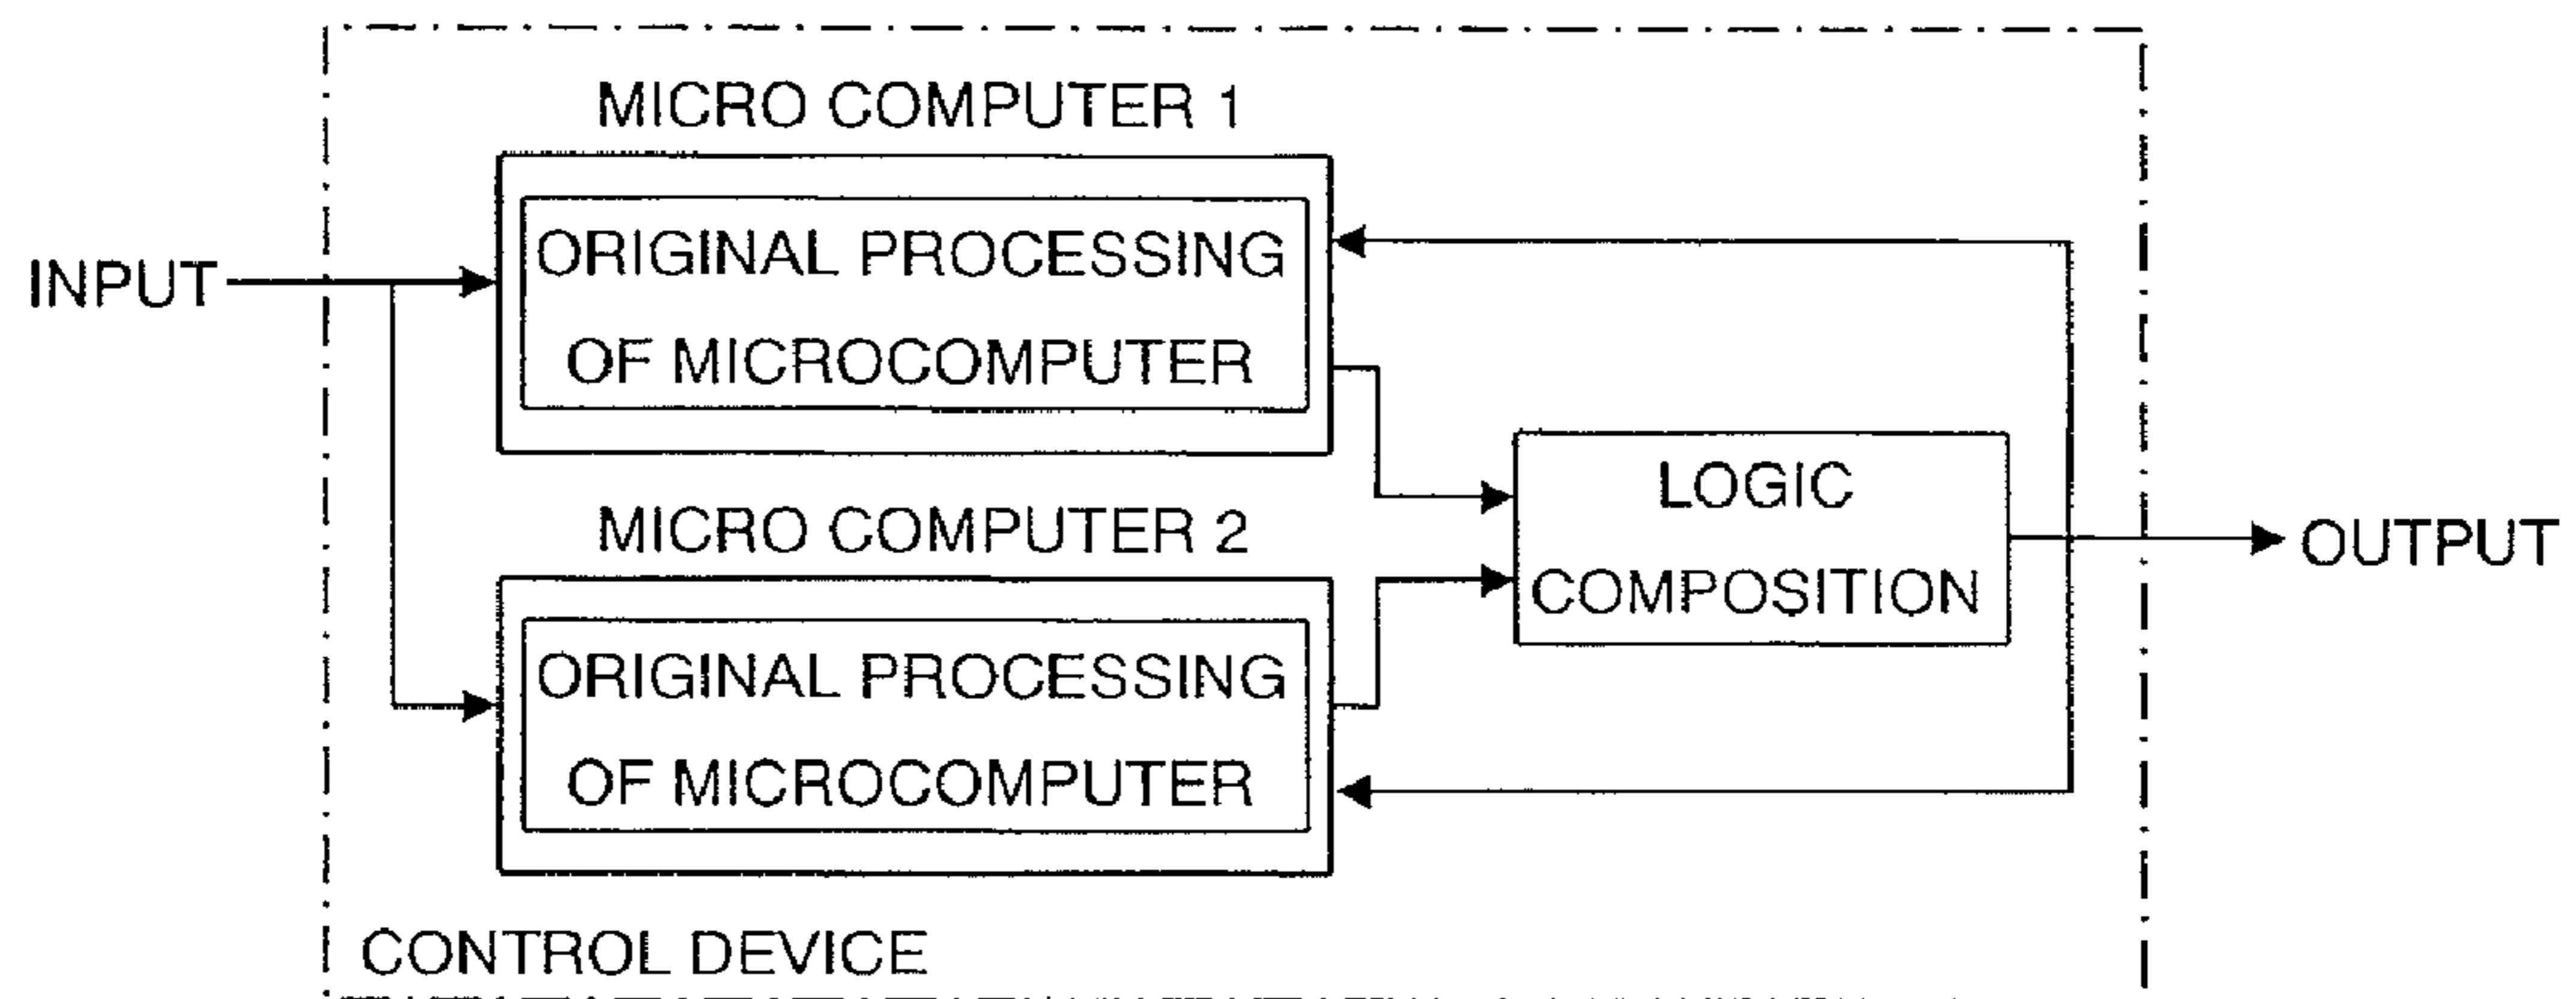 MICRO COMPUTER 1
INPUT
ORIGINAL PROCESSING
OF MICROCOMPUTER
MICRO COMPUTER 2
ORIGINAL PROCESSING
OF MICROCOMPUTER
LOGIC
COMPOSITION
OUTPUT
CONTROL DEVICE